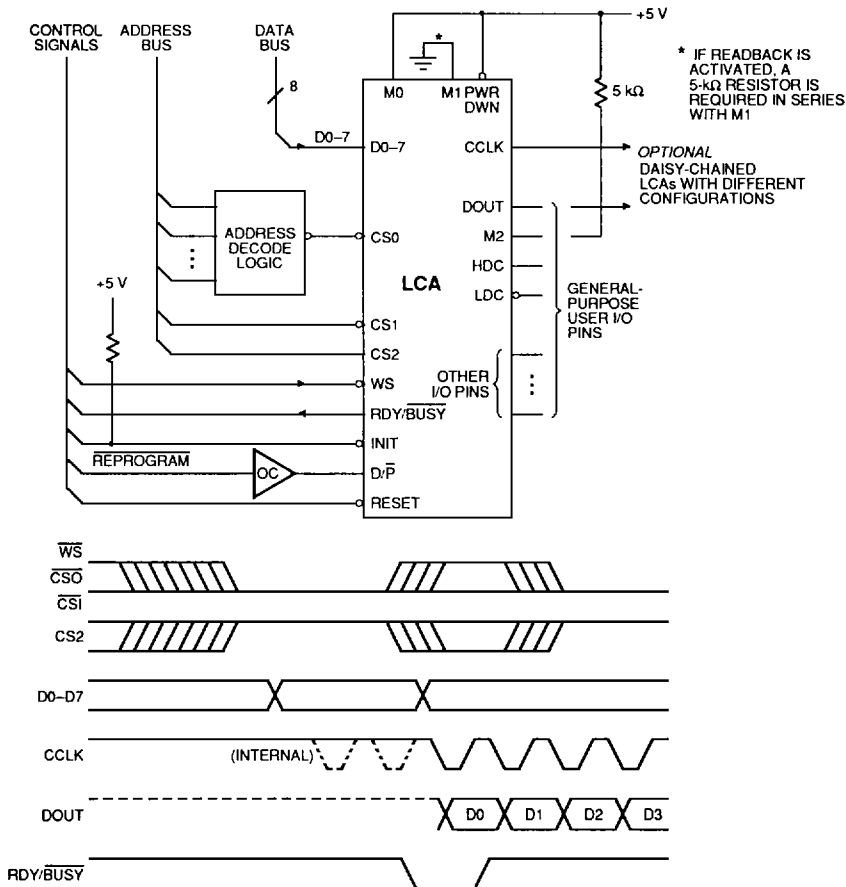 CONTROL
SIGNALS
ADDRESS
BUS
DATA
BUS
8
*
+5 V
* IF READBACK IS
ACTIVATED, A
5-kΩ RESISTOR IS
REQUIRED IN SERIES
WITH M1
M0
M1
PWR
DWN
5 kΩ
D0–7
D0–7
CCLK
OPTIONAL
DAISY-CHAINED
LCAs WITH DIFFERENT
CONFIGURATIONS
ADDRESS
DECODE
LOGIC
CS0
DOUT
M2
HDC
LDC
LCA
GENERAL-
PURPOSE
USER I/O
PINS
+5 V
CS1
CS2
OTHER
I/O PINS
WS
RDY/BUSY
INIT
REPROGRAM
OC
D/P
RESET
WS
CSO
CSI
CS2
D0–D7
CCLK
(INTERNAL)
DOUT
D0
D1
D2
D3
RDY/BUSY